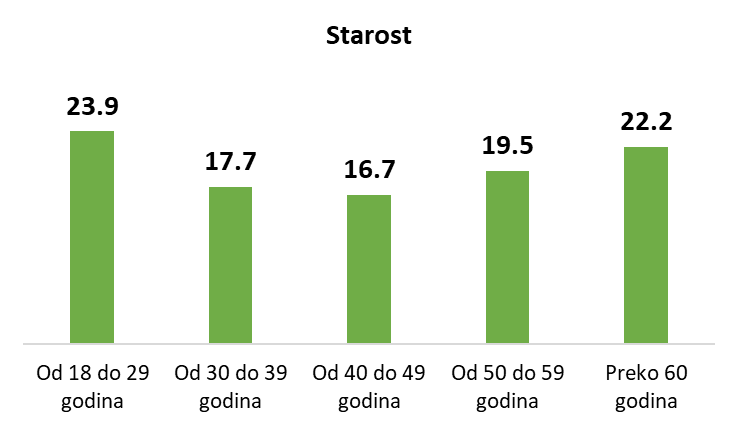 Starost
23.9
17.7
16.7
19.5
22.2
Od 18 do 29
godina
Od 30 do 39
godina
Od 40 do 49
godina
Od 50 do 59
godina
Preko 60
godina